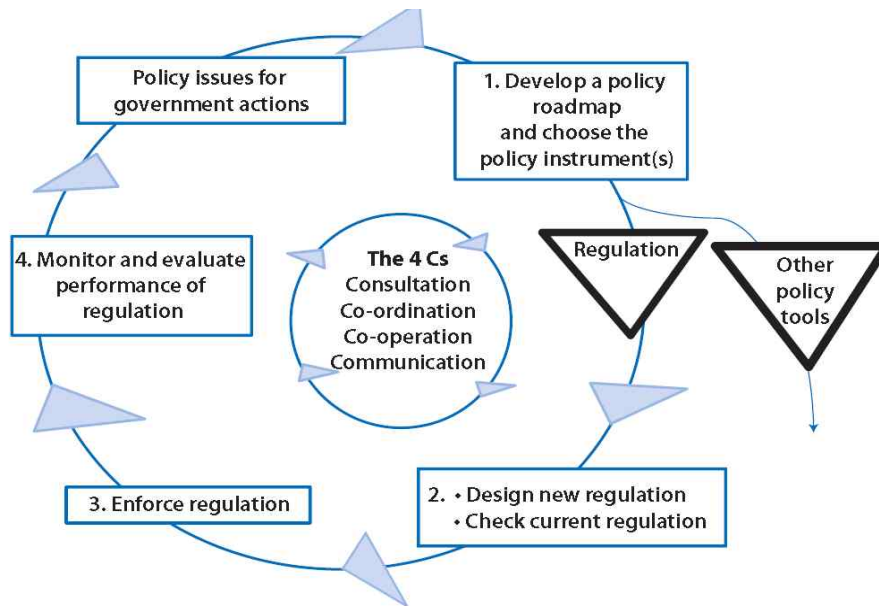 Policy issues for
government actions
1. Develop a policy
roadmap
and choose the
policy instrument(s)
Regulation
Other
policy
tools
The 4 Cs
Consultation
Co-ordination
Co-operation
Communication
4. Monitor and evaluate
performance of
regulation
3. Enforce regulation
2. • Design new regulation
• Check current regulation